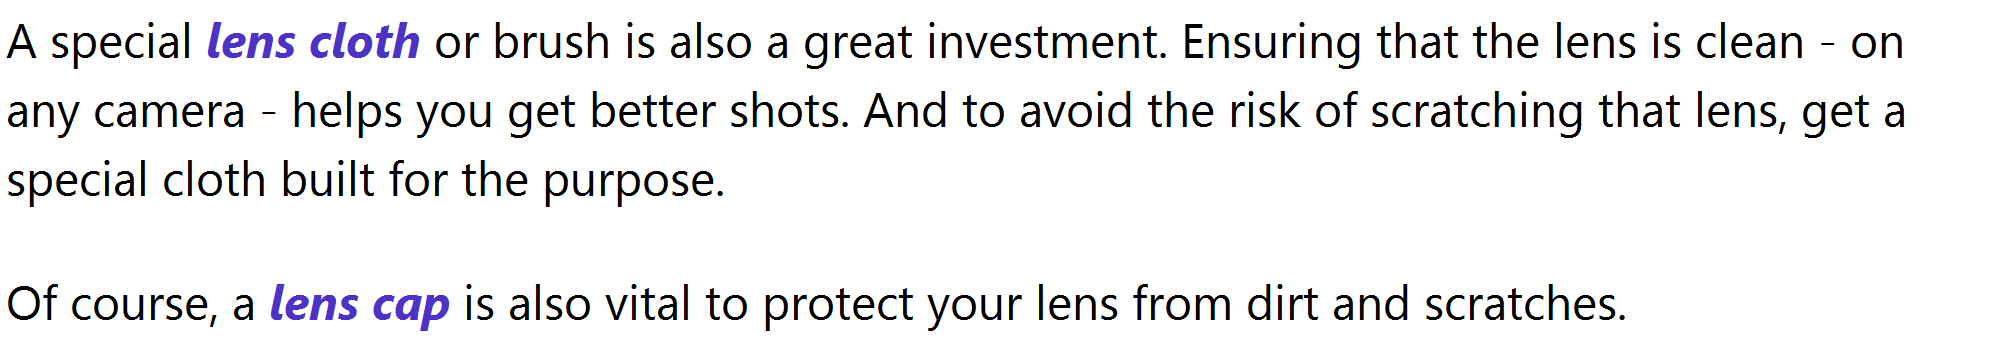 A special lens cloth or brush is also a great investment. Ensuring that the lens is clean - on
any camera - helps you get better shots. And to avoid the risk of scratching that lens, get a
special cloth built for the purpose.
Of course, a lens cap is also vital to protect your lens from dirt and scratches.